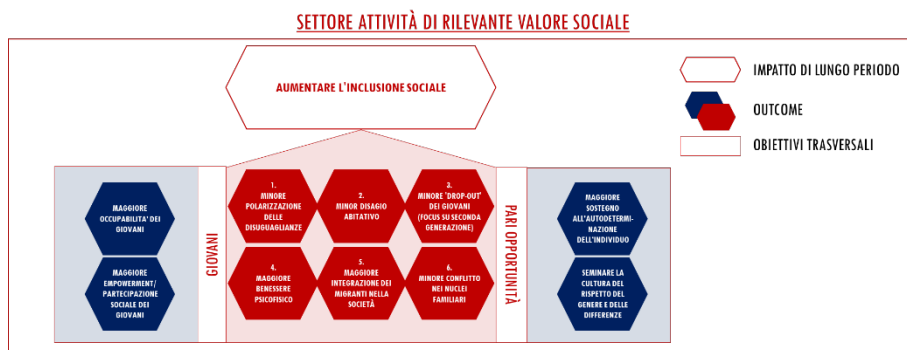 SETTORE ATTIVITÀ DI RILEVANTE VALORE SOCIALE
AUMENTARE L'INCLUSIONE SOCIALE
IMPATTO DI LUNGO PERIODO
OUTCOME
OBIETTIVI TRASVERSALI
MAGGIORE
OCCUPABILITA' DEI
GIOVANI
MAGGIORE
EMPOWERMENT/
PARTECIPAZIONE
SOCIALE DEI
GIOVANI
GIOVANI
1.
MINORE
POLARIZZAZIONE
DELLE
DISUGUAGLIANZE
2.
MINOR DISAGIO
ABITATIVO
3.
MINORE 'DROP-OUT'
DEI GIOVANI
(FOCUS SU SECONDA
GENERAZIONE)
4.
MAGGIORE
BENESSERE
PSICOFISICO
5.
MAGGIORE
INTEGRAZIONE DEI
MIGRANTI NELLA
SOCIETÀ
6.
MINORE CONFLITTO
NEI NUCLEI
FAMILIARI
PARI OPPORTUNITÀ
MAGGIORE
SOSTEGNO
ALL'AUTODETERMI-
NAZIONE
DELL'INDIVIDUO
SEMINARE LA
CULTURA DEL
RISPETTO DEL
GENERE E DELLE
DIFFERENZE